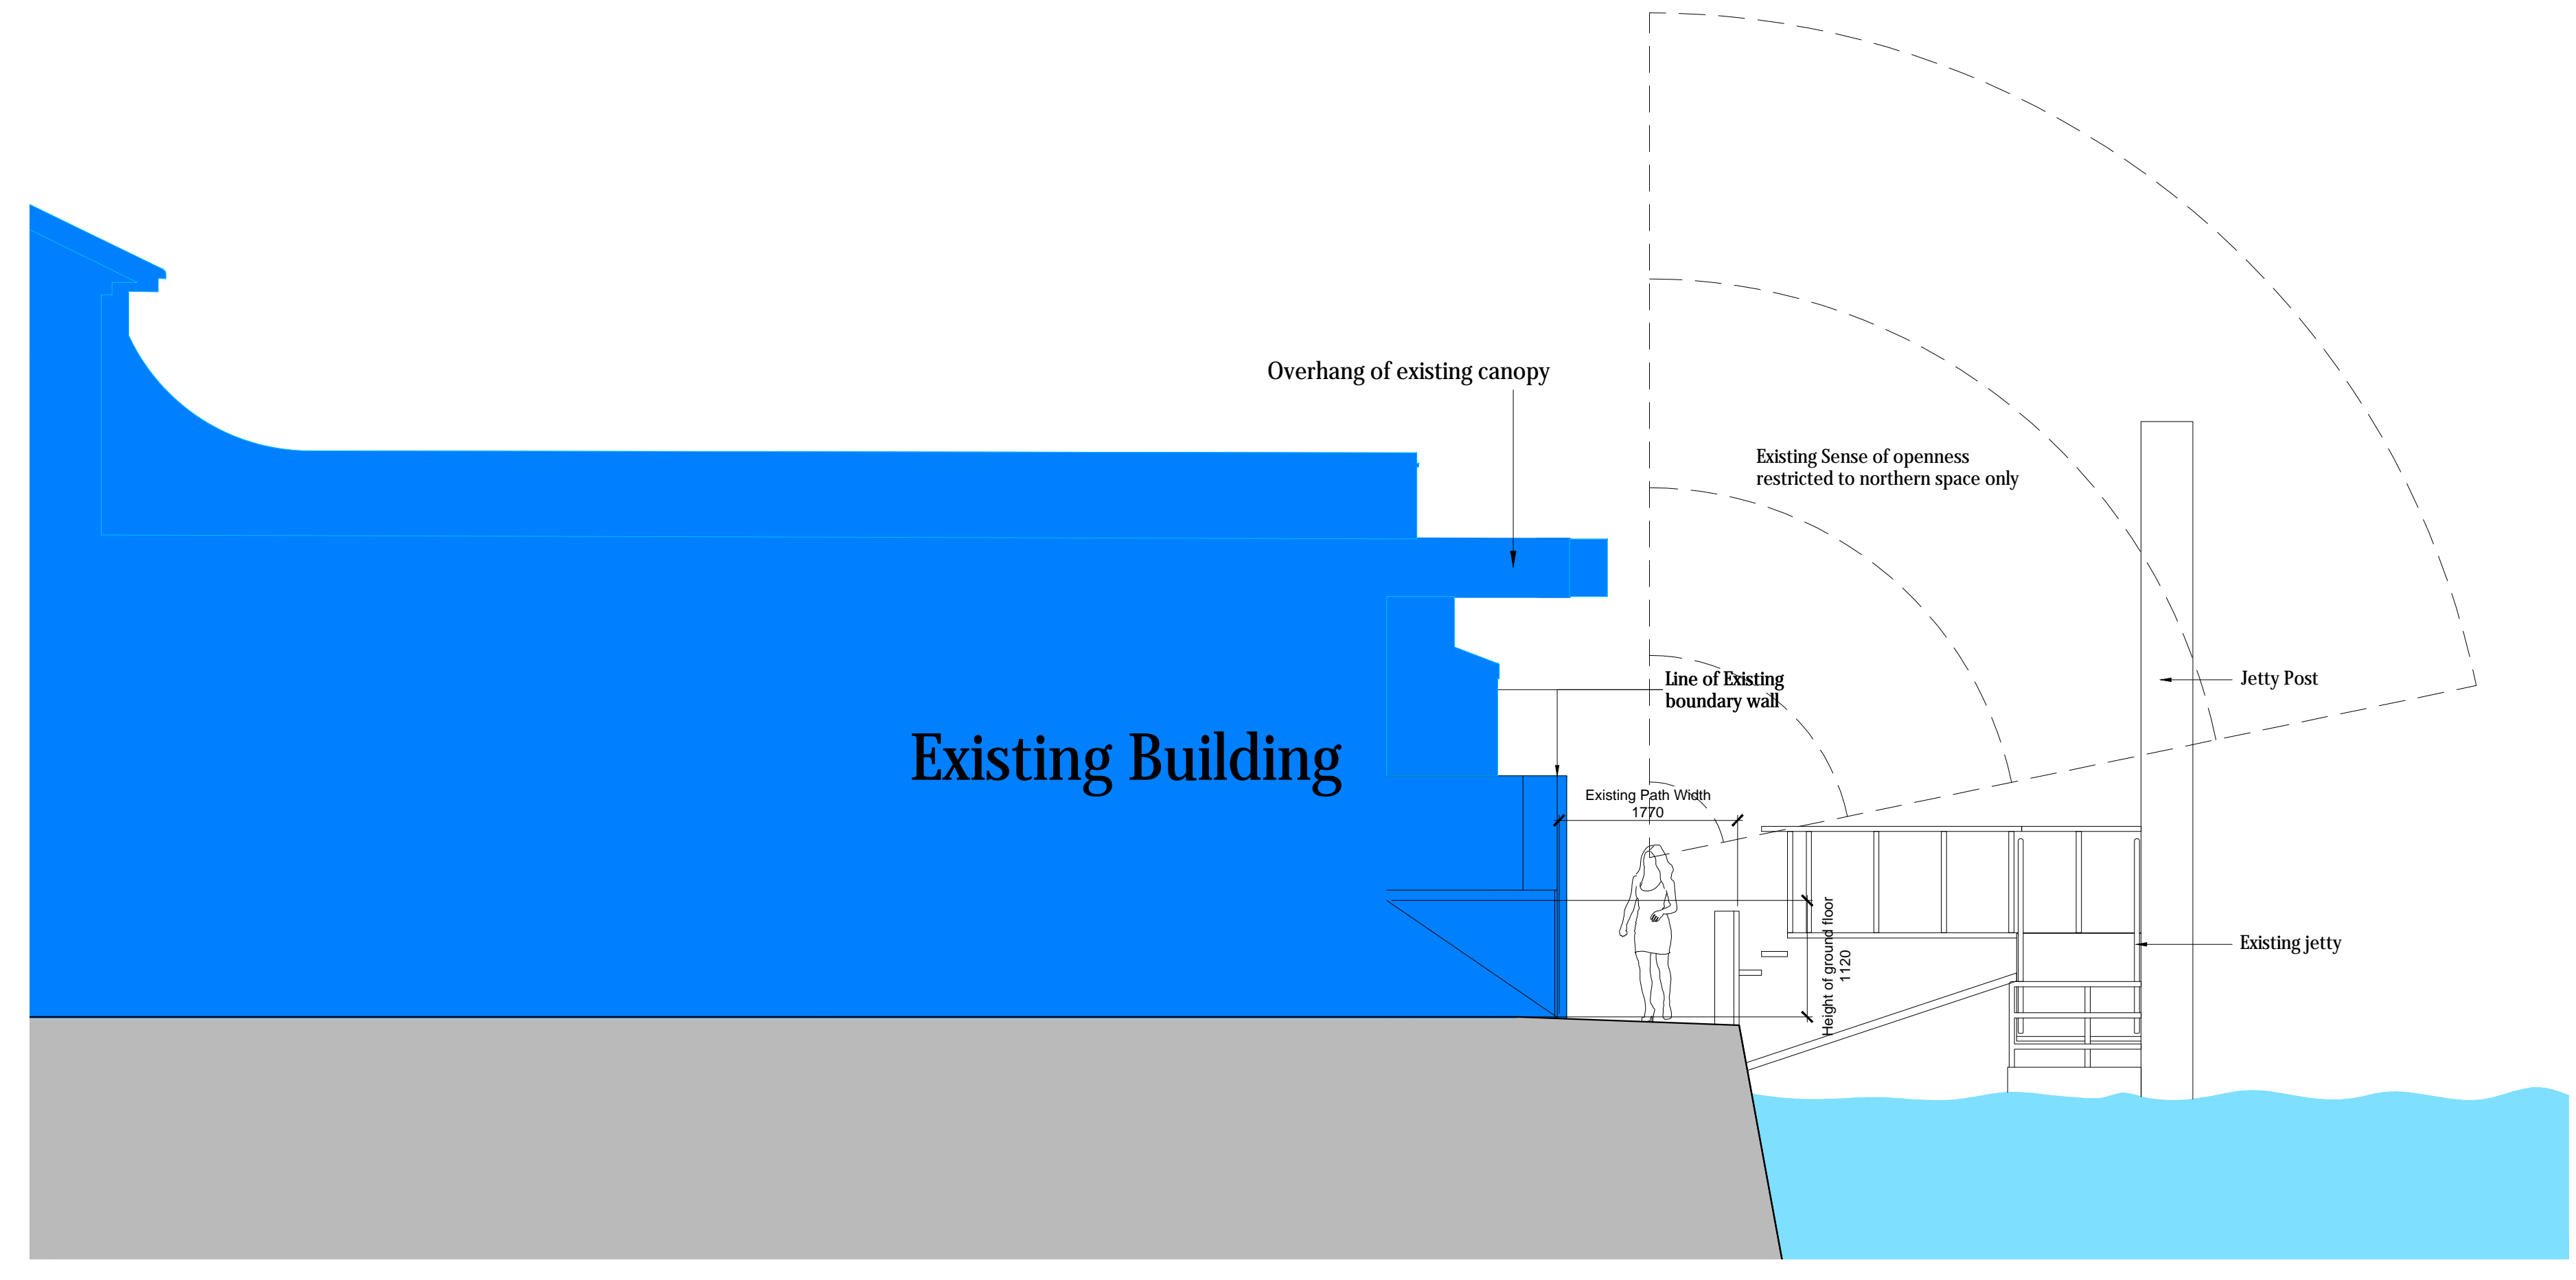 Overhang of existing canopy
Existing Sense of openness
restricted to northern space only
Line of Existing
boundary wall
Jetty Post
Existing Building
Existing Path Width
1770
Height of ground floor
1120
Existing jetty